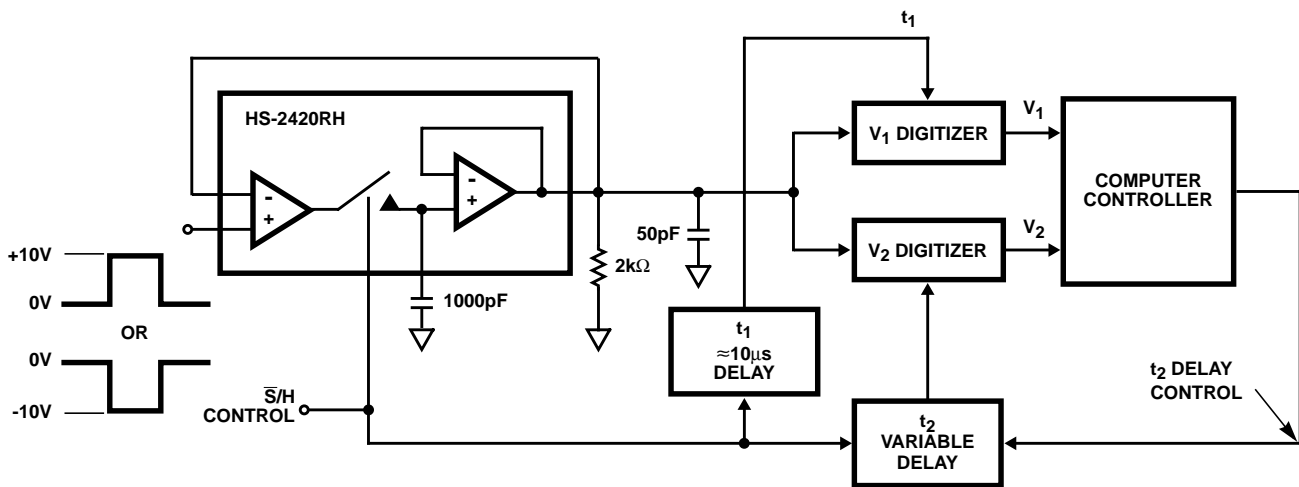 t1
HS-2420RH
-
+
-
+
V1 DIGITIZER
V1
COMPUTER
CONTROLLER
V2 DIGITIZER
V2
50pF
2kΩ
1000pF
+10V
0V
OR
0V
-10V
S̅/H
CONTROL
t1
≈10μs
DELAY
t2
VARIABLE
DELAY
t2 DELAY
CONTROL